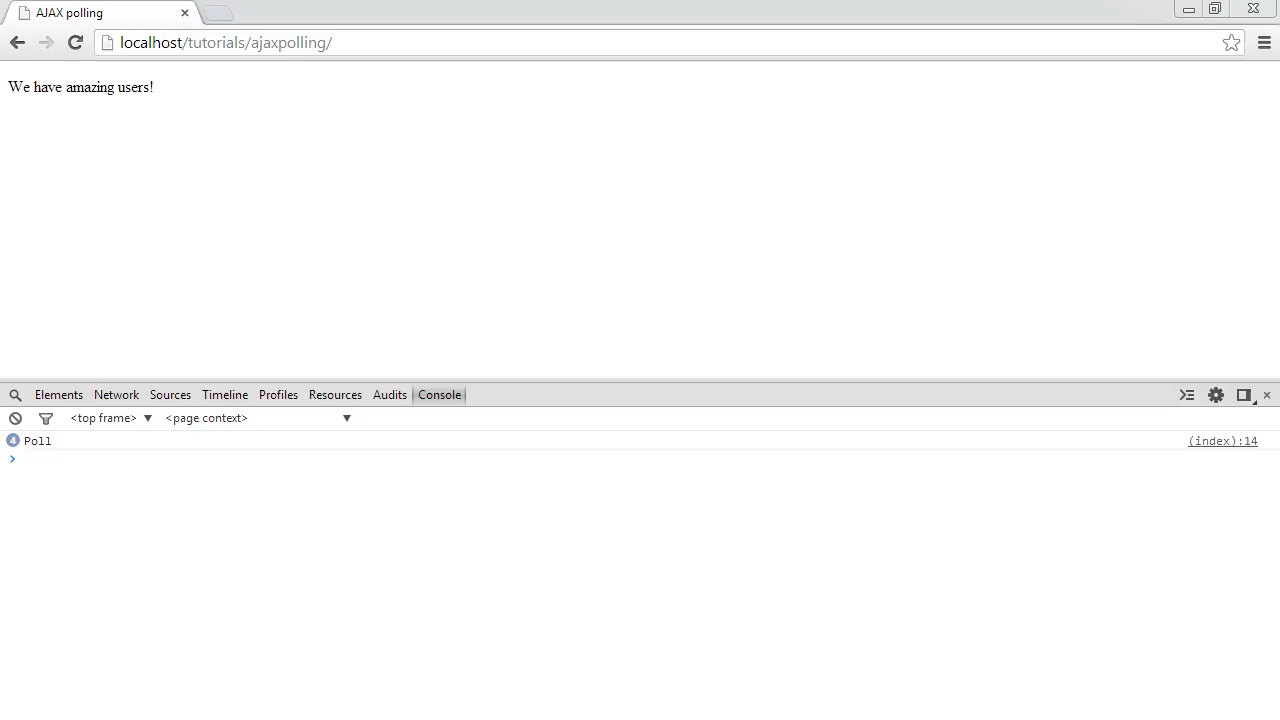 AJAX polling
localhost/tutorials/ajaxpolling/
We have amazing users!
Elements Network Sources Timeline Profiles Resources Audits Console
<top frame> <page context>
4 Poll (index):14